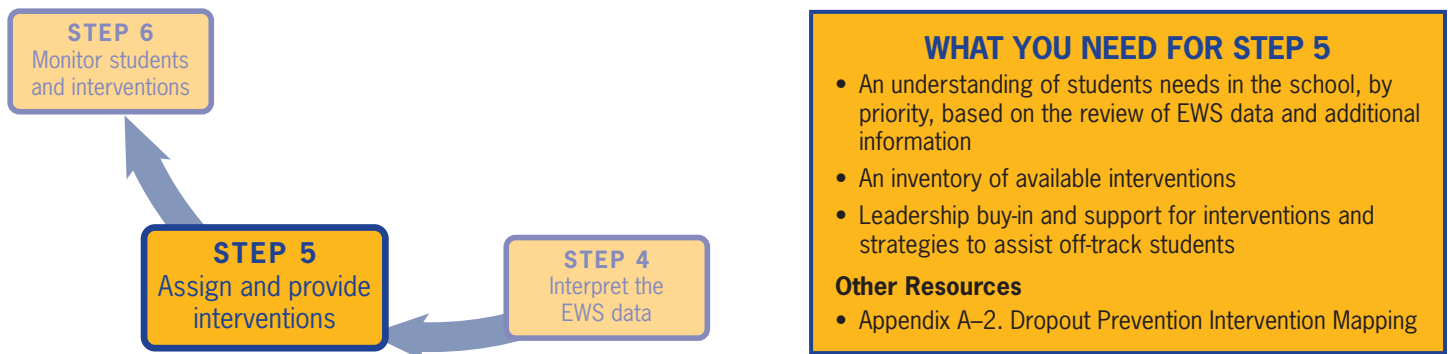 STEP 6
Monitor students
and interventions
STEP 5
Assign and provide
interventions
STEP 4
Interpret the
EWS data
WHAT YOU NEED FOR STEP 5
• An understanding of students needs in the school, by
priority, based on the review of EWS data and additional
information
• An inventory of available interventions
• Leadership buy-in and support for interventions and
strategies to assist off-track students
Other Resources
• Appendix A–2. Dropout Prevention Intervention Mapping